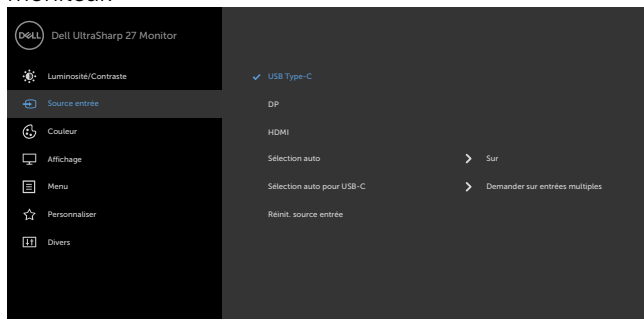 DELL Dell UltraSharp 27 Monitor
Luminosité/Contraste
USB Type-C
Source entrée
DP
Couleur
HDMI
Affichage
Sélection auto
Sur
Menu
Sélection auto pour USB-C
Demander sur entrées multiples
Personnaliser
Réinit. source entrée
Divers